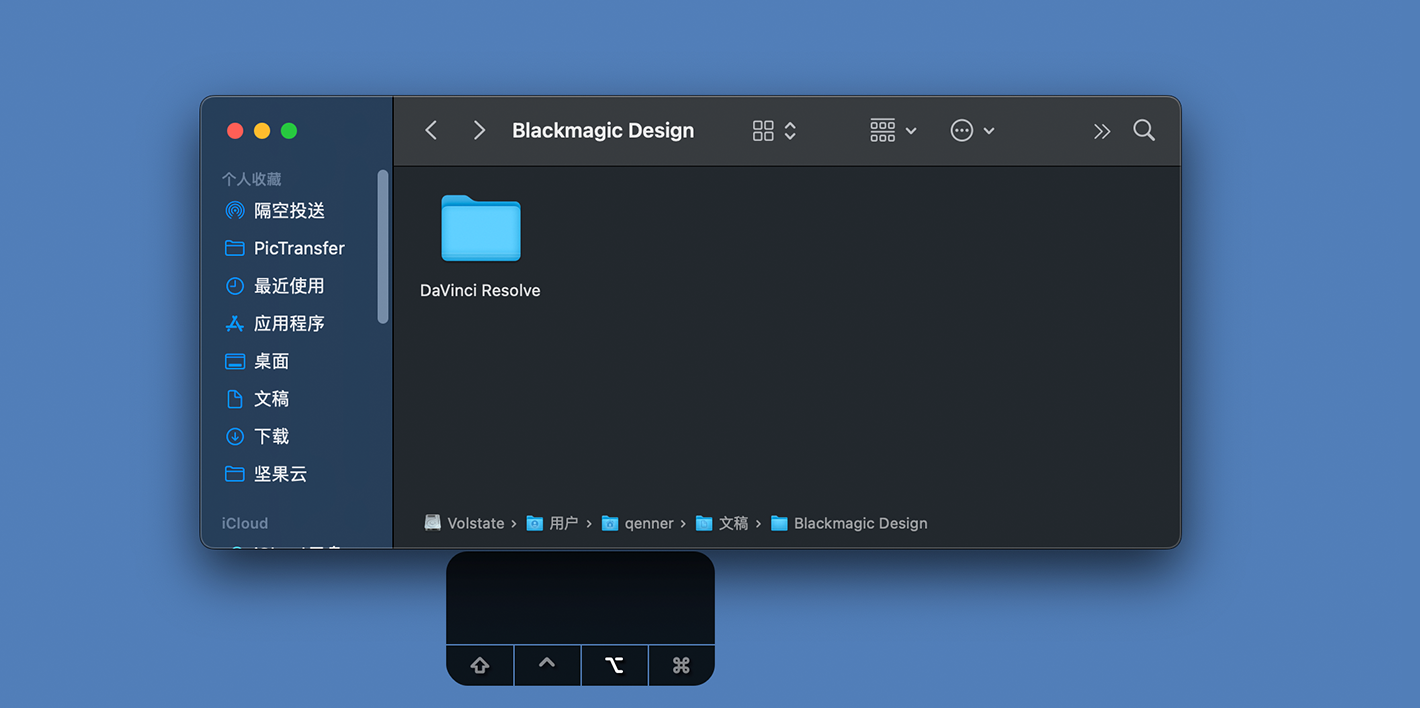 Blackmagic Design
个人收藏
隔空投送
PicTransfer
最近使用
应用程序
桌面
文稿
下载
坚果云
iCloud
DaVinci Resolve
Volstate › 用户 › qenner › 文稿 › Blackmagic Design
⇧ ^ ⌥ ⌘